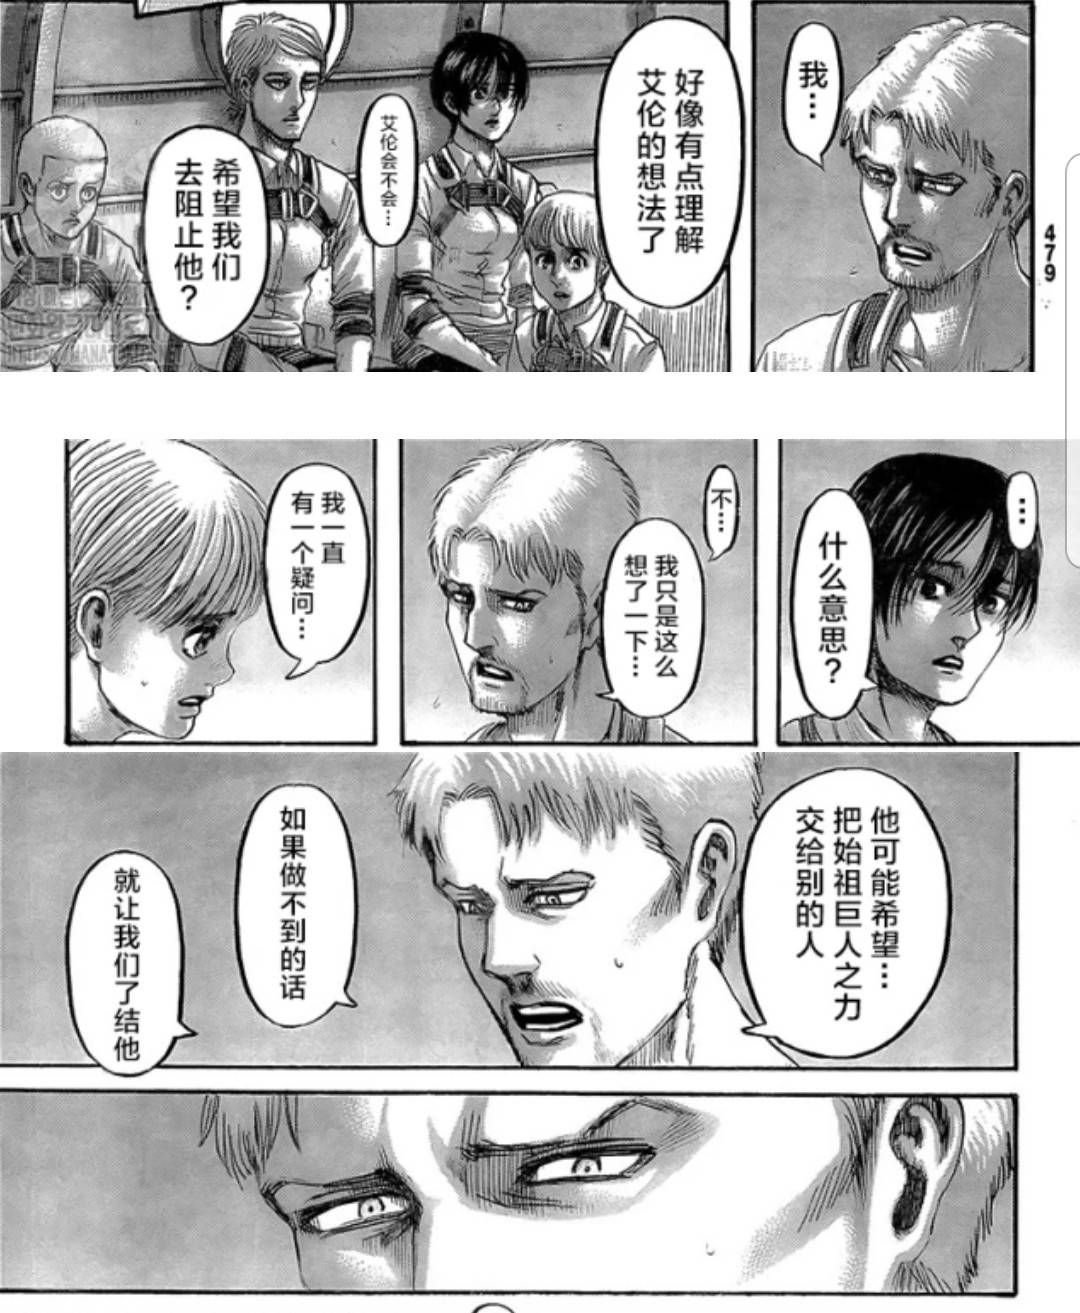 我…
好像有点理解
艾伦的想法了
艾伦会不会…
希望我们
去阻止他？
479
…
什么意思？
不…
我只是这么
想了一下…
我一直
有一个疑问…
他可能希望…
把始祖巨人之力
交给别的人
如果做不到的话
就让我们了结他